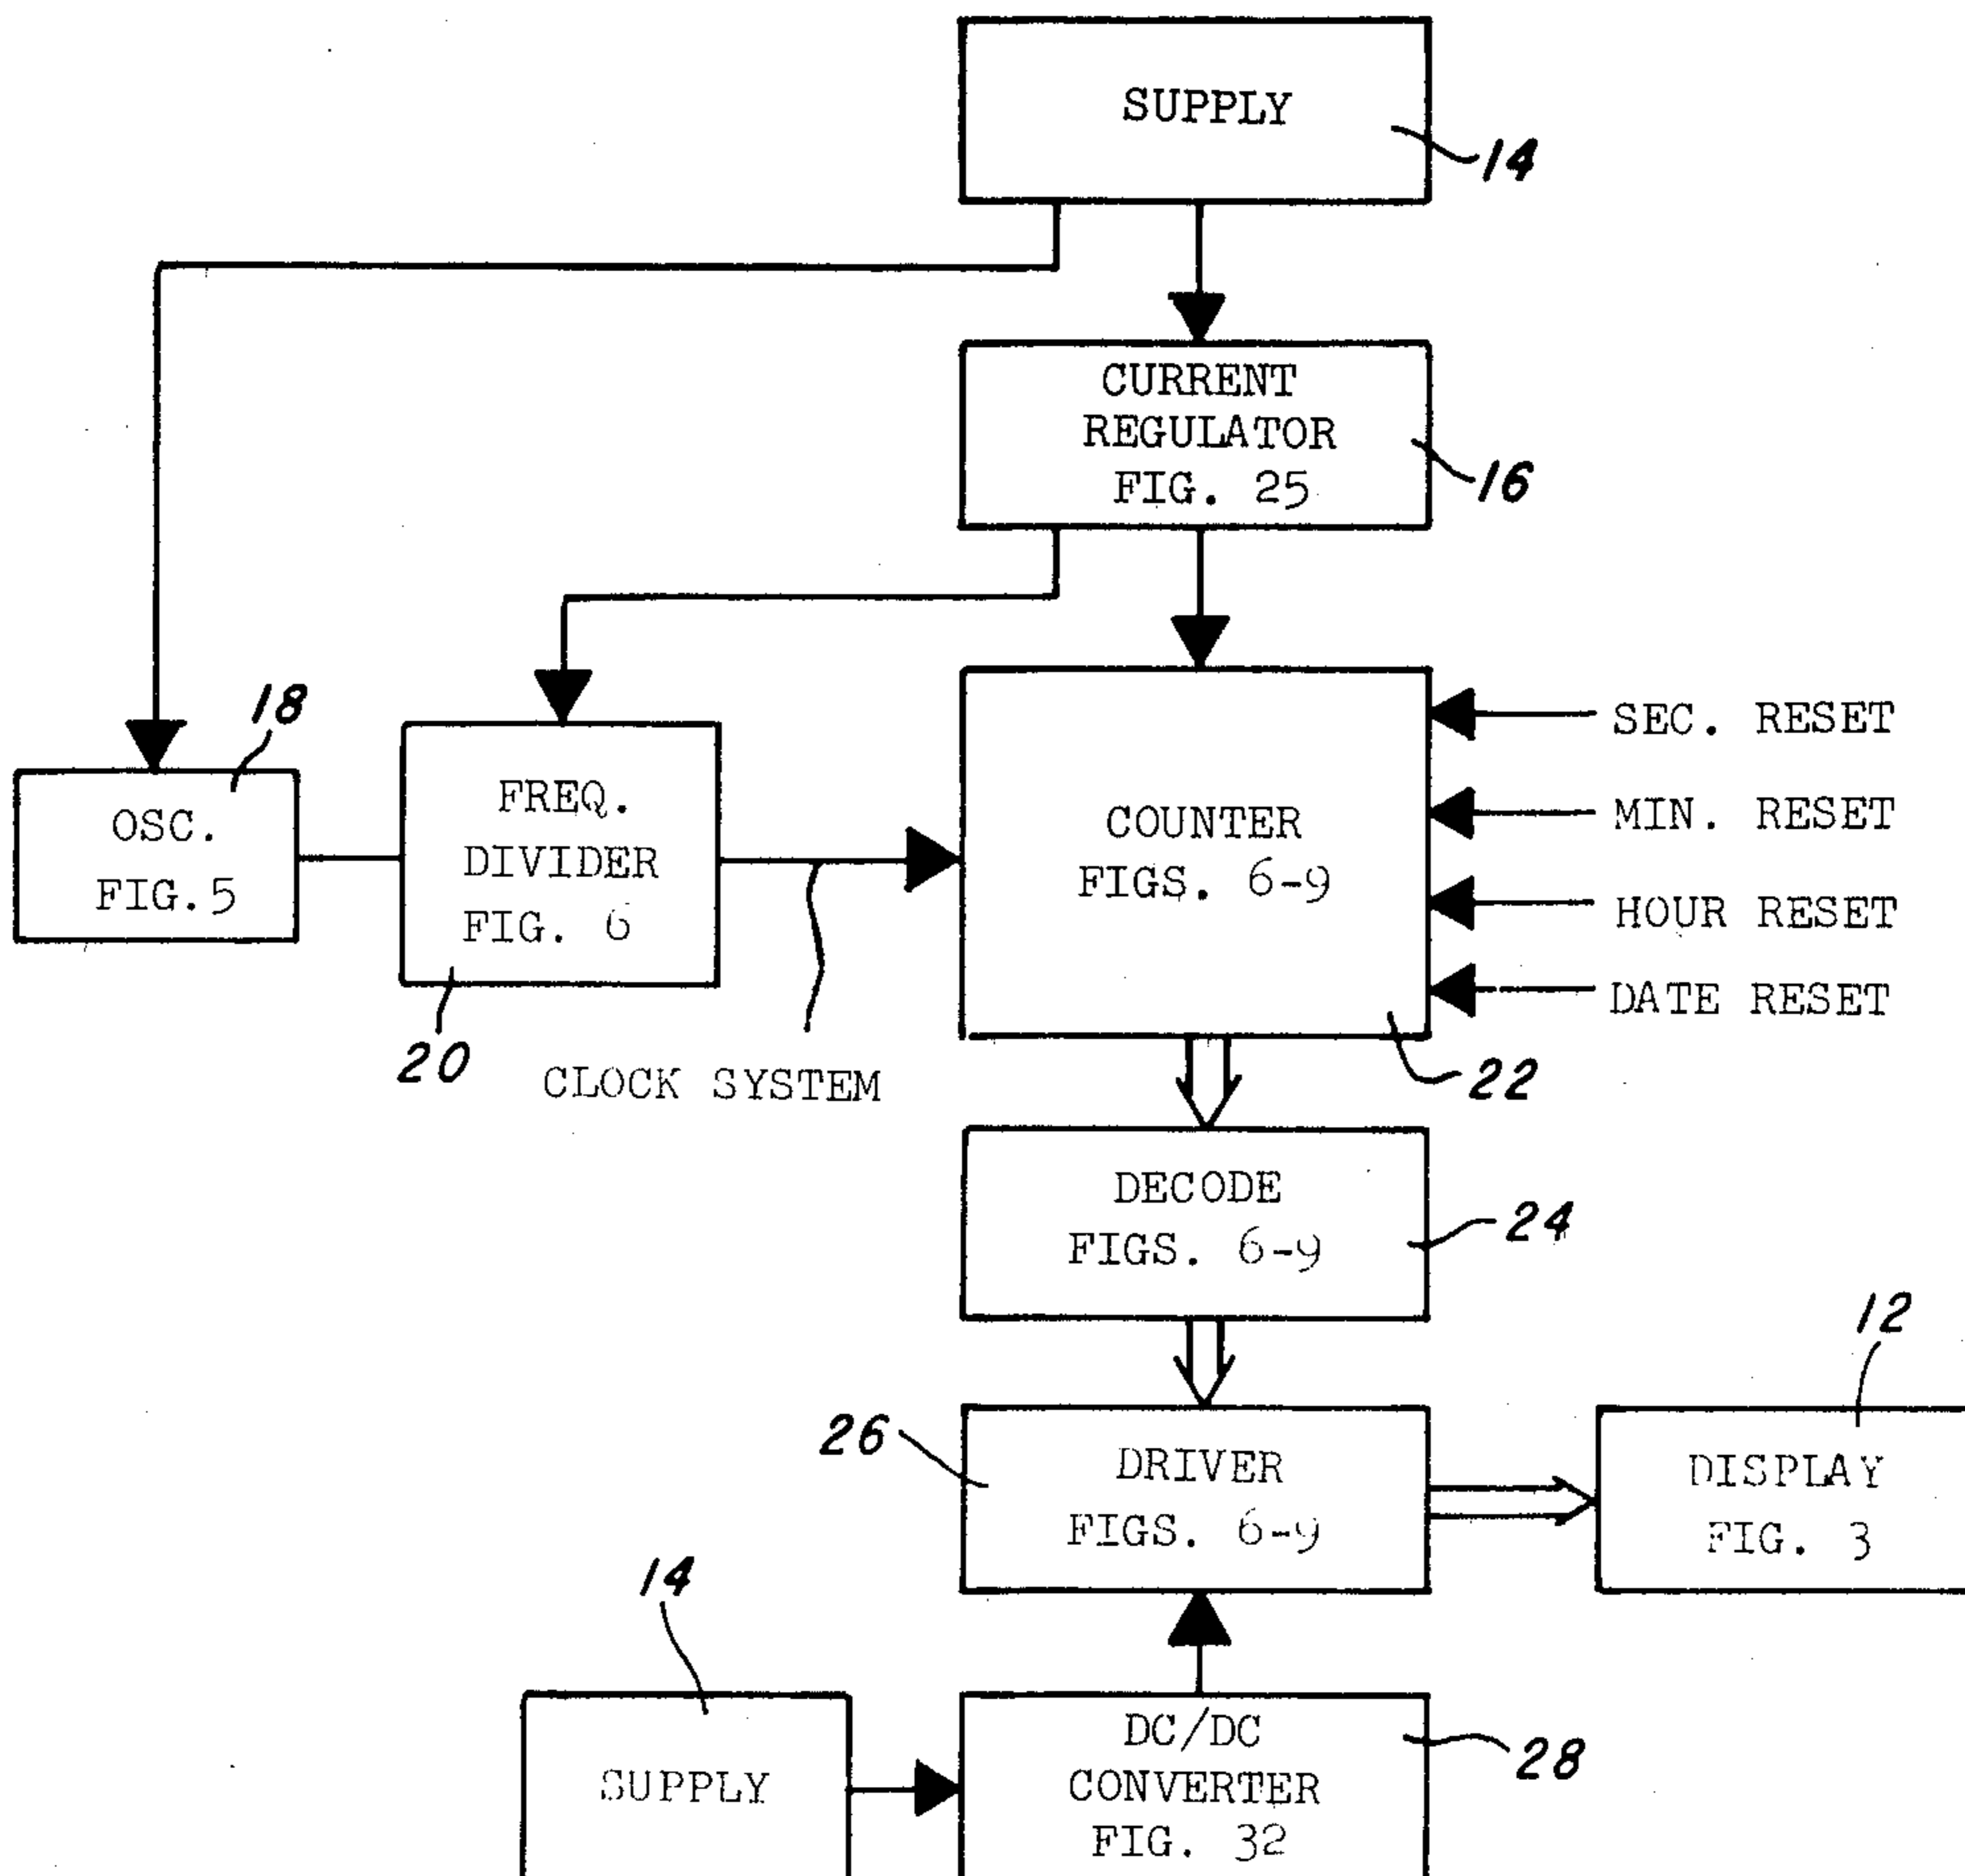 SUPPLY
14
CURRENT
REGULATOR
FIG. 25
16
18
OSC.
FIG.5
FREQ.
DIVIDER
FIG. 6
20
CLOCK SYSTEM
COUNTER
FIGS. 6-9
22
SEC. RESET
MIN. RESET
HOUR RESET
DATE RESET
DECODE
FIGS. 6-9
24
26
DRIVER
FIGS. 6-9
12
DISPLAY
FIG. 3
14
SUPPLY
DC/DC
CONVERTER
FIG. 32
28